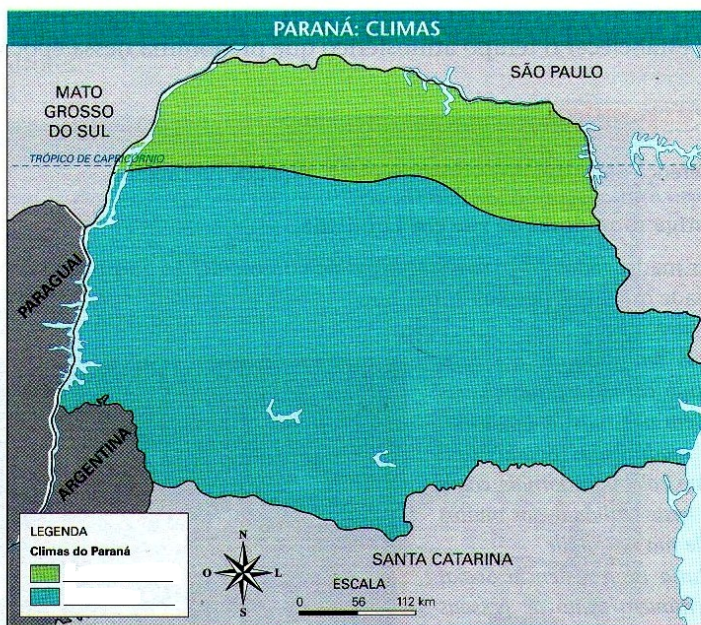 PARANÁ: CLIMAS
SÃO PAULO
MATO
GROSSO
DO SUL
TRÓPICO DE CAPRICÓRNIO
PARAGUAI
ARGENTINA
LEGENDA
Climas do Paraná
N
O
L
S
SANTA CATARINA
ESCALA
0 56 112 km